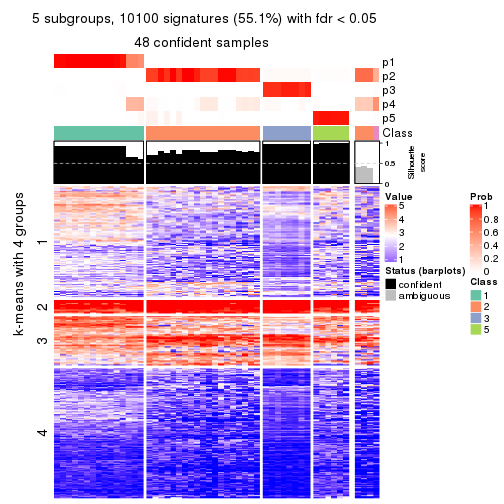 5 subgroups, 10100 signatures (55.1%) with fdr < 0.05
48 confident samples
p1
p2
p3
p4
p5
Class
1
0.5
0
Silhouette
score
k-means with 4 groups
1
2
3
4
Value
5
4
3
2
1
Status (barplots)
confident
ambiguous
Prob
1
0.8
0.6
0.4
0.2
0
Class
1
2
3
5